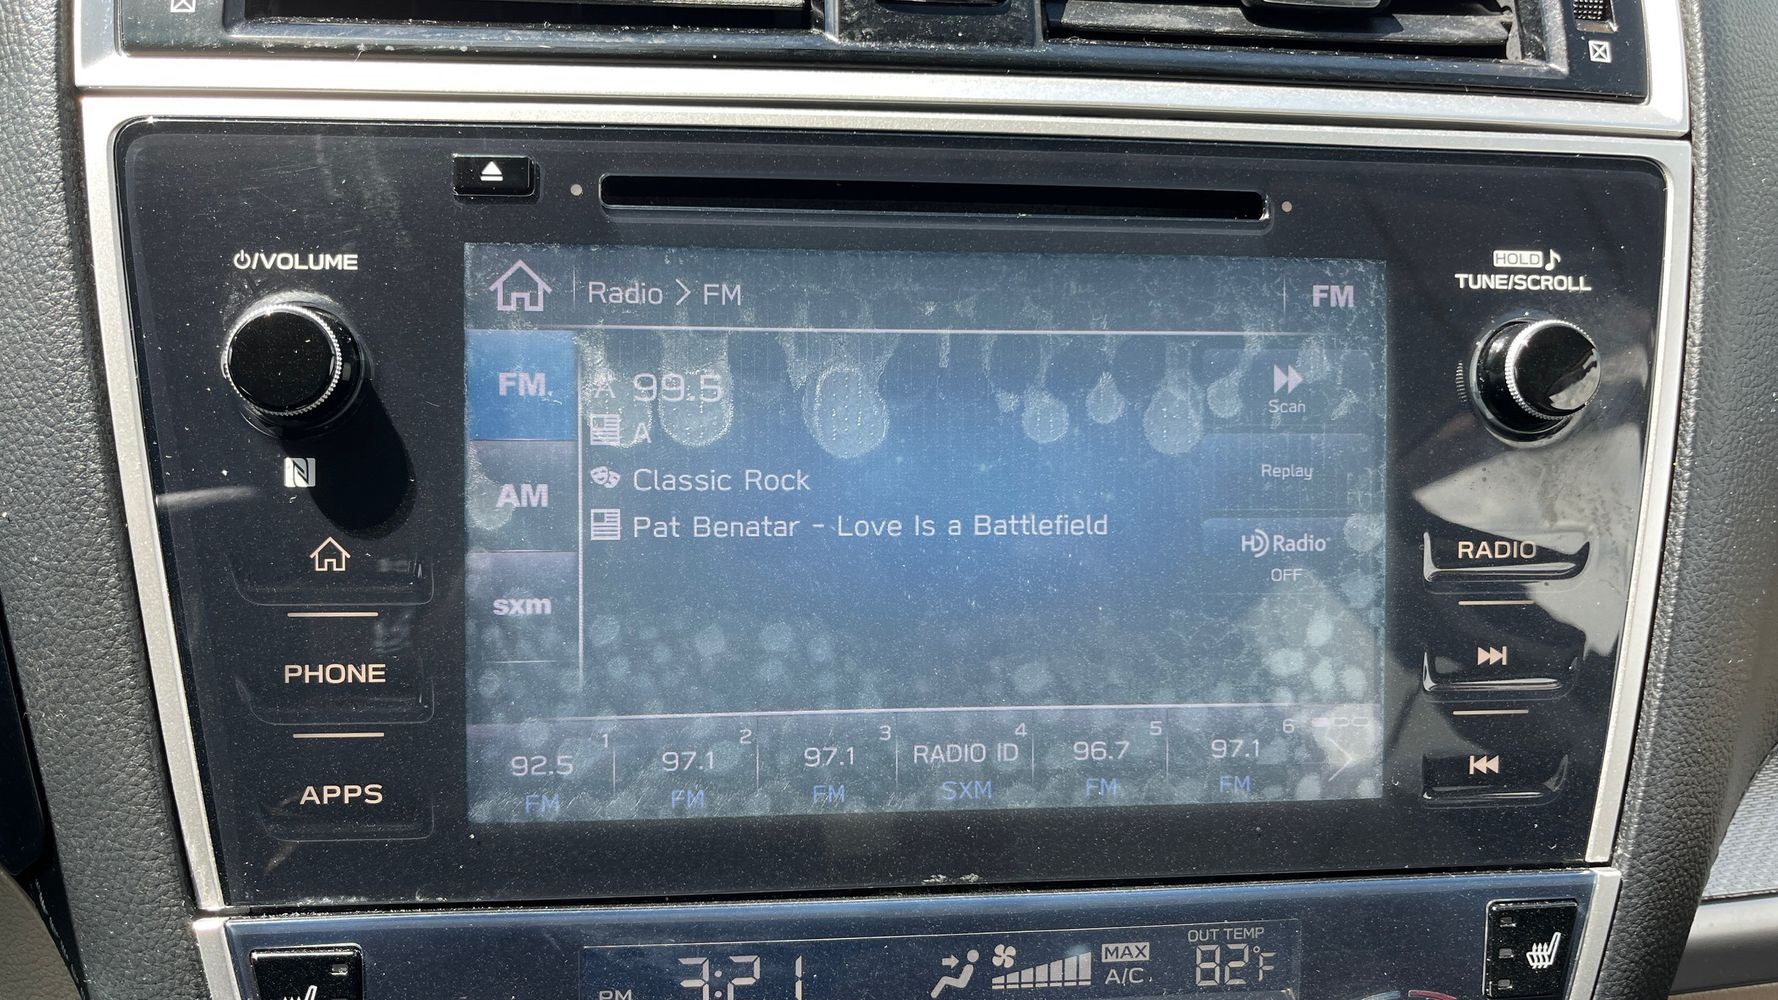 ⏻/VOLUME
HOLD♪
TUNE/SCROLL
Radio > FM
FM
FM
99.5
Scan
A
AM
Classic Rock
Replay
Pat Benatar - Love Is a Battlefield
HD Radio
OFF
sxm
RADIO
PHONE
APPS
1 2 3 4 5 6
92.5 97.1 97.1 RADIO ID 96.7 97.1
FM FM FM SXM FM FM
OUT TEMP
MAX
A/C
82°F
PM 3:21